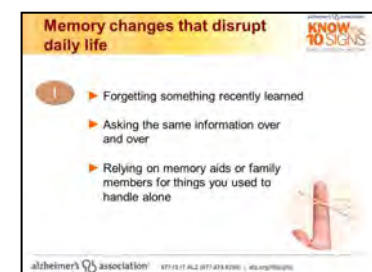 Memory changes that disrupt
daily life
alzheimer's association
KNOW the
10 SIGNS
1
Forgetting something recently learned
Asking the same information over
and over
Relying on memory aids or family
members for things you used to
handle alone
alzheimer's association